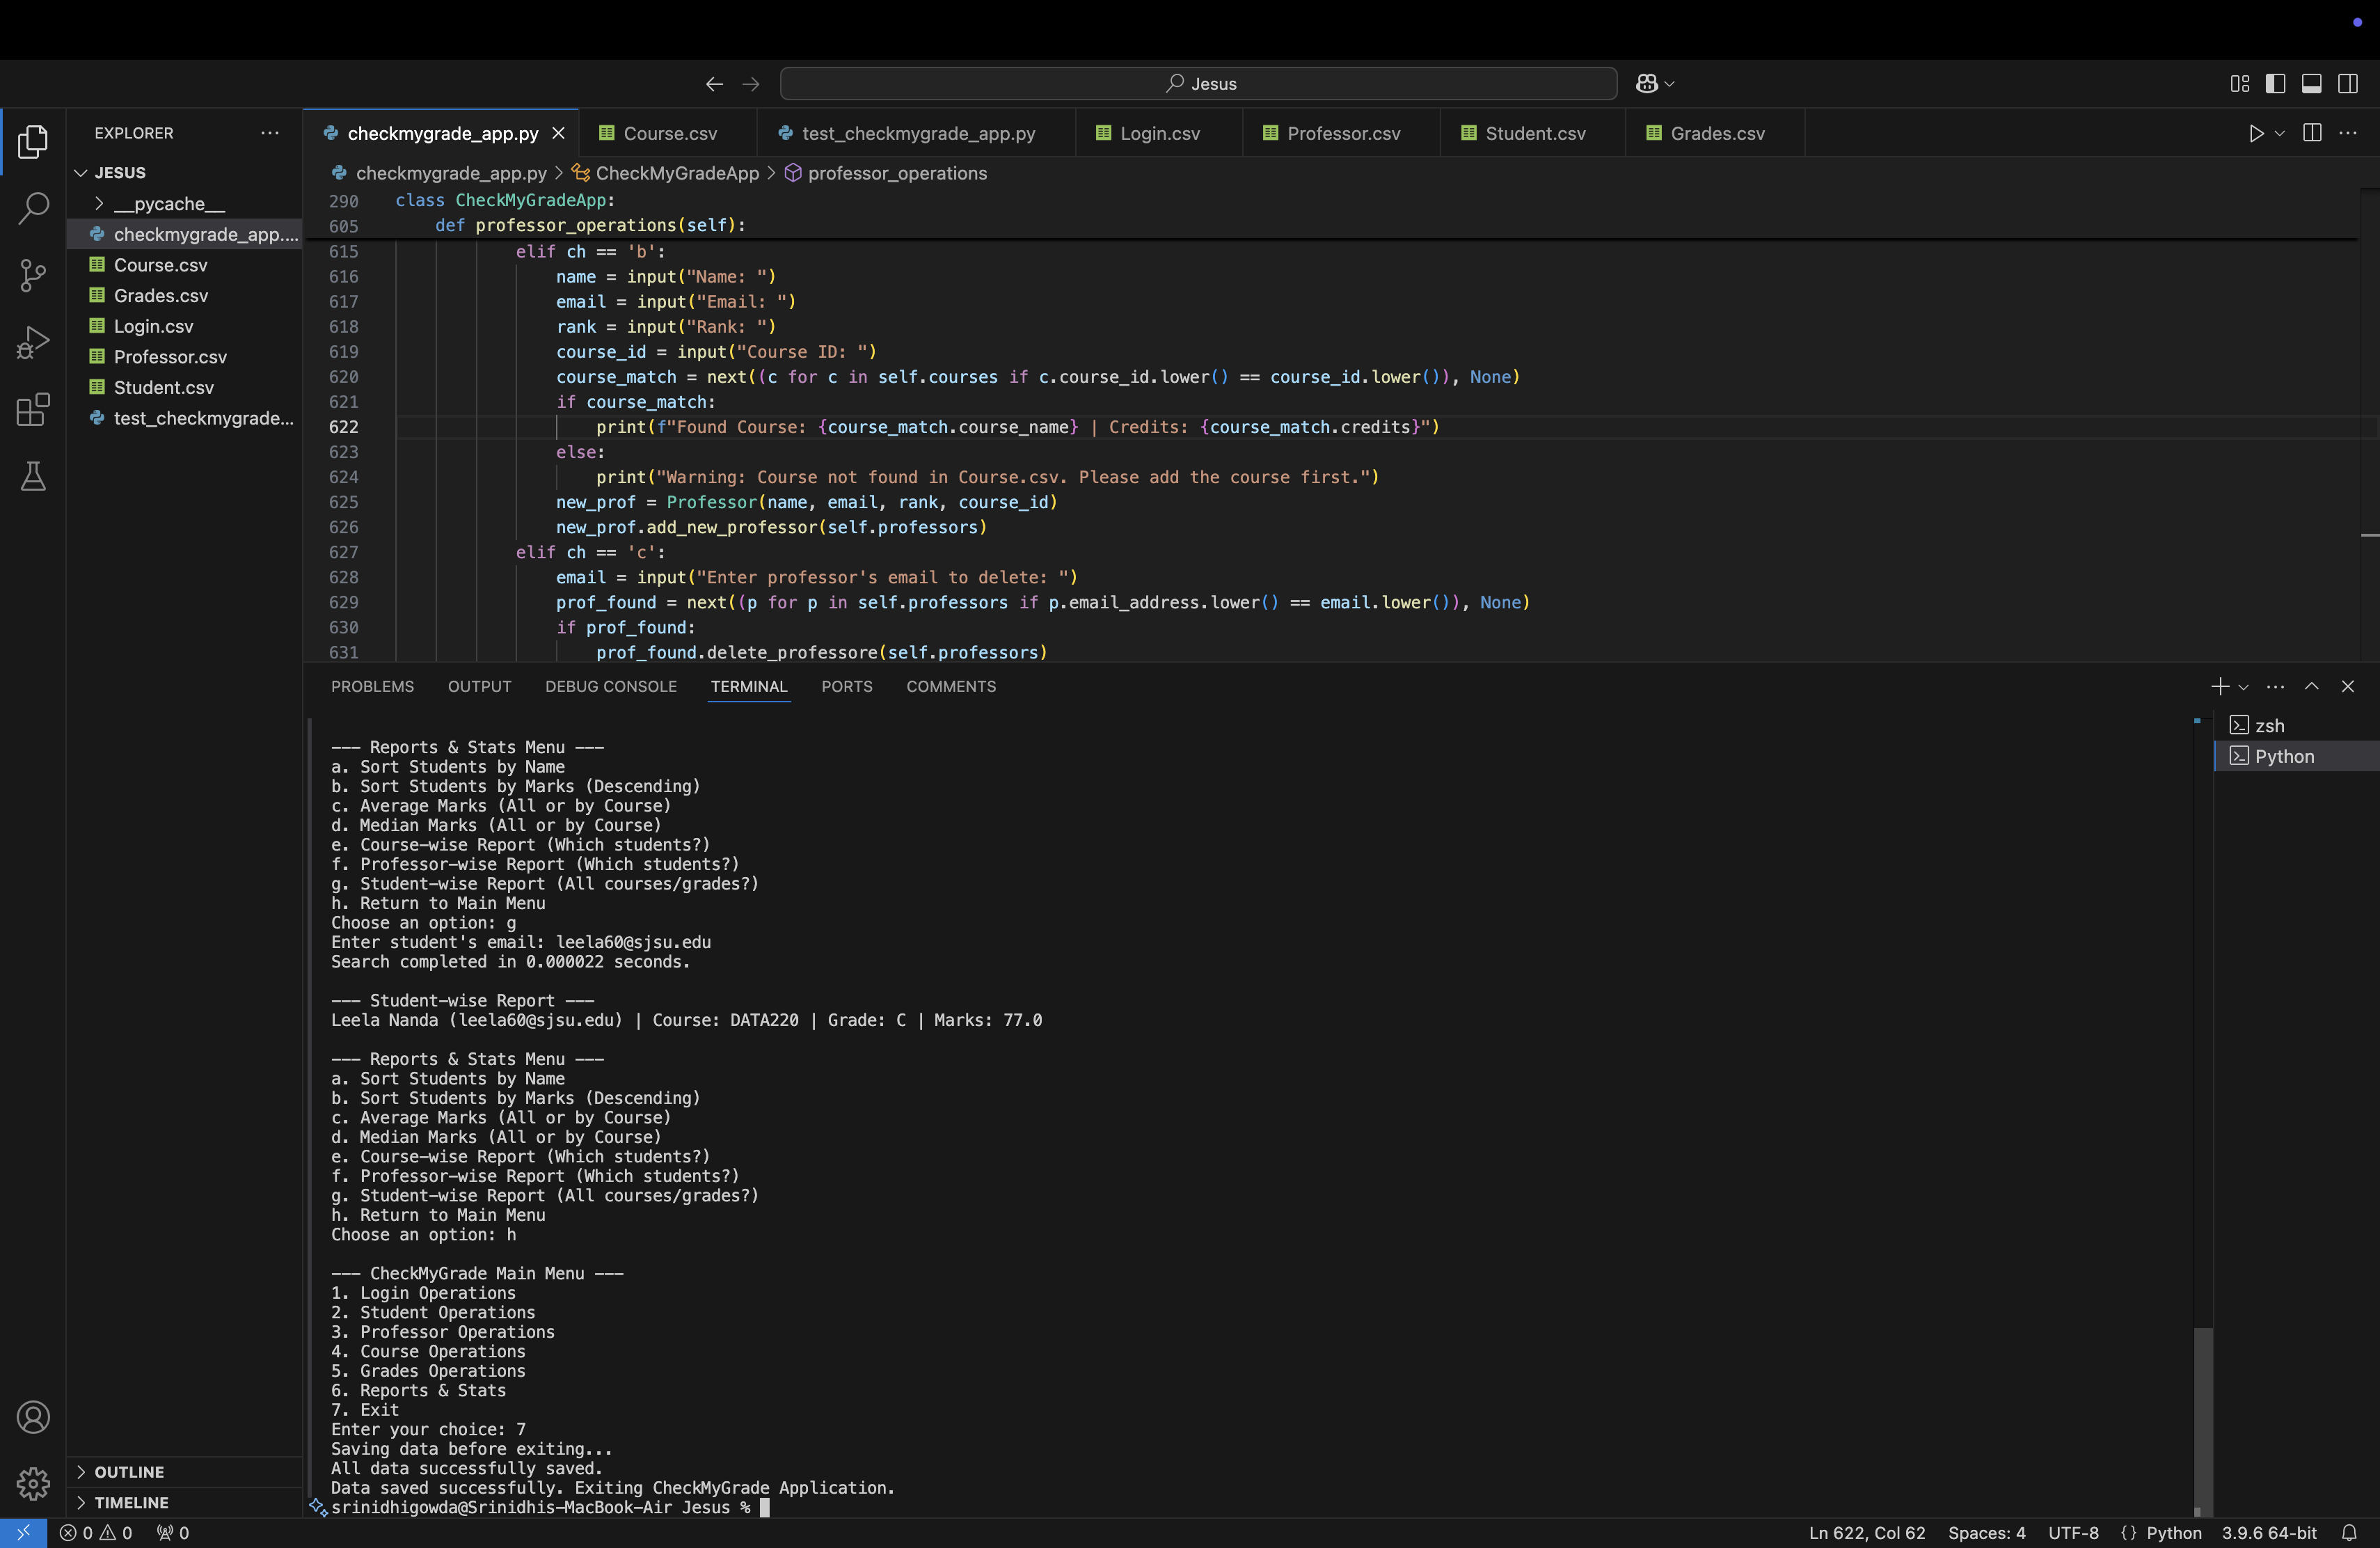 Jesus
EXPLORER
JESUS
__pycache__
checkmygrade_app....
Course.csv
Grades.csv
Login.csv
Professor.csv
Student.csv
test_checkmygrade...
OUTLINE
TIMELINE
checkmygrade_app.py
Course.csv
test_checkmygrade_app.py
Login.csv
Professor.csv
Student.csv
Grades.csv
checkmygrade_app.py > CheckMyGradeApp > professor_operations
290 class CheckMyGradeApp:
605 def professor_operations(self):
615 elif ch == 'b':
616 name = input("Name: ")
617 email = input("Email: ")
618 rank = input("Rank: ")
619 course_id = input("Course ID: ")
620 course_match = next((c for c in self.courses if c.course_id.lower() == course_id.lower()), None)
621 if course_match:
622 print(f"Found Course: {course_match.course_name} | Credits: {course_match.credits}")
623 else:
624 print("Warning: Course not found in Course.csv. Please add the course first.")
625 new_prof = Professor(name, email, rank, course_id)
626 new_prof.add_new_professor(self.professors)
627 elif ch == 'c':
628 email = input("Enter professor's email to delete: ")
629 prof_found = next((p for p in self.professors if p.email_address.lower() == email.lower()), None)
630 if prof_found:
631 prof_found.delete_professore(self.professors)
PROBLEMS OUTPUT DEBUG CONSOLE TERMINAL PORTS COMMENTS
zsh
Python
--- Reports & Stats Menu ---
a. Sort Students by Name
b. Sort Students by Marks (Descending)
c. Average Marks (All or by Course)
d. Median Marks (All or by Course)
e. Course-wise Report (Which students?)
f. Professor-wise Report (Which students?)
g. Student-wise Report (All courses/grades?)
h. Return to Main Menu
Choose an option: g
Enter student's email: leela60@sjsu.edu
Search completed in 0.000022 seconds.
--- Student-wise Report ---
Leela Nanda (leela60@sjsu.edu) | Course: DATA220 | Grade: C | Marks: 77.0
--- Reports & Stats Menu ---
a. Sort Students by Name
b. Sort Students by Marks (Descending)
c. Average Marks (All or by Course)
d. Median Marks (All or by Course)
e. Course-wise Report (Which students?)
f. Professor-wise Report (Which students?)
g. Student-wise Report (All courses/grades?)
h. Return to Main Menu
Choose an option: h
--- CheckMyGrade Main Menu ---
1. Login Operations
2. Student Operations
3. Professor Operations
4. Course Operations
5. Grades Operations
6. Reports & Stats
7. Exit
Enter your choice: 7
Saving data before exiting...
All data successfully saved.
Data saved successfully. Exiting CheckMyGrade Application.
srinidhigowda@Srinidhis-MacBook-Air Jesus %
0 0 0 Ln 622, Col 62 Spaces: 4 UTF-8 {} Python 3.9.6 64-bit